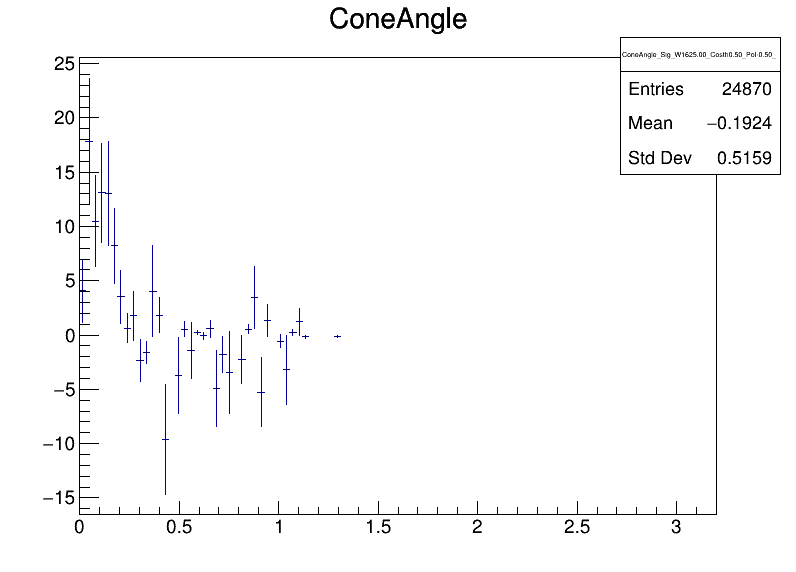 ConeAngle
ConeAngle_Sig_W1625.00_Costh0.50_Pol-0.50_
Entries 24870
Mean −0.1924
Std Dev 0.5159
25
20
15
10
5
0
−5
−10
−15
0 0.5 1 1.5 2 2.5 3